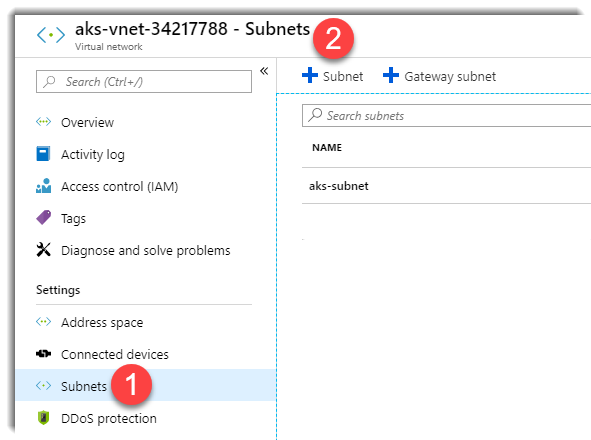 aks-vnet-34217788 - Subnets
Virtual network
2
Search (Ctrl+/)
«
Overview
Activity log
Access control (IAM)
Tags
Diagnose and solve problems
Settings
Address space
Connected devices
Subnets
1
DDoS protection
Subnet
Gateway subnet
Search subnets
NAME
aks-subnet